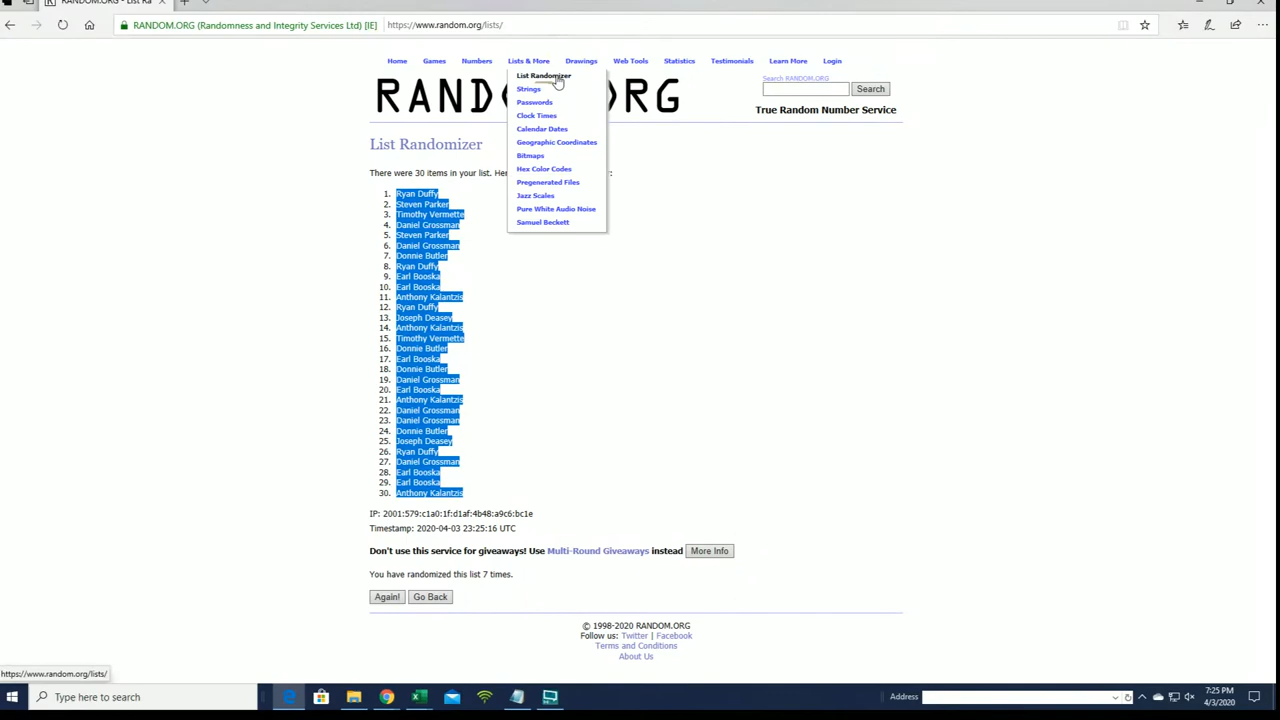 RANDOM.ORG - List Ra
RANDOM.ORG (Randomness and Integrity Services Ltd) [IE]
https://www.random.org/lists/
Home Games Numbers Lists & More Drawings Web Tools Statistics Testimonials Learn More Login
List Randomizer
Strings
Passwords
Clock Times
Calendar Dates
Geographic Coordinates
Bitmaps
Hex Color Codes
Pregenerated Files
Jazz Scales
Pure White Audio Noise
Samuel Beckett
Search RANDOM.ORG
Search
True Random Number Service
List Randomizer
There were 30 items in your list. Her
1. Ryan Duffy
2. Steven Parker
3. Timothy Vermette
4. Daniel Grossman
5. Steven Parker
6. Daniel Grossman
7. Donnie Butler
8. Ryan Duffy
9. Earl Booska
10. Earl Booska
11. Anthony Kalantzis
12. Ryan Duffy
13. Joseph Deasey
14. Anthony Kalantzis
15. Timothy Vermette
16. Donnie Butler
17. Earl Booska
18. Donnie Butler
19. Daniel Grossman
20. Earl Booska
21. Anthony Kalantzis
22. Daniel Grossman
23. Daniel Grossman
24. Donnie Butler
25. Joseph Deasey
26. Ryan Duffy
27. Daniel Grossman
28. Earl Booska
29. Earl Booska
30. Anthony Kalantzis
IP: 2001:579:c1a0:1f:d1af:4b48:a9c6:bc1e
Timestamp: 2020-04-03 23:25:16 UTC
Don't use this service for giveaways! Use Multi-Round Giveaways instead More Info
You have randomized this list 7 times.
Again! Go Back
© 1998-2020 RANDOM.ORG
Follow us: Twitter | Facebook
Terms and Conditions
About Us
https://www.random.org/lists/
Type here to search
Address
7:25 PM
4/3/2020